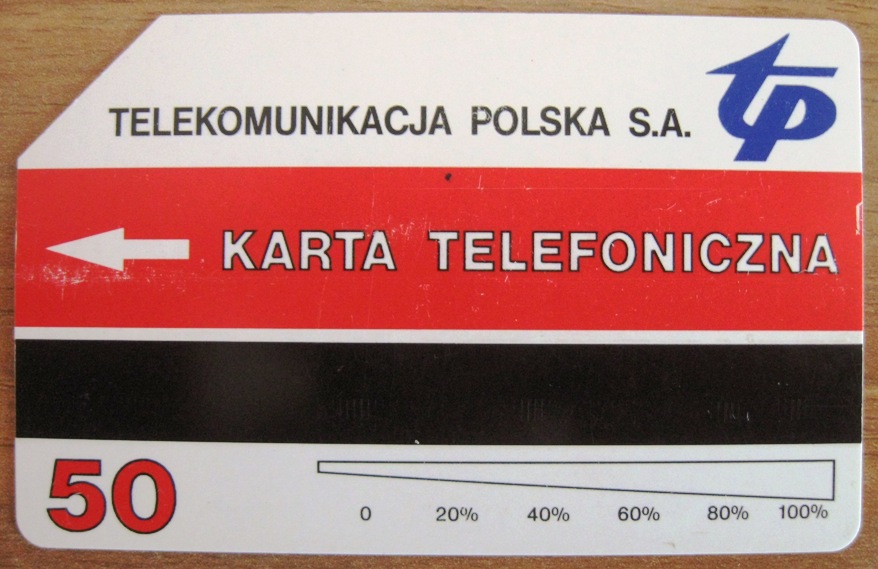 TELEKOMUNIKACJA POLSKA S.A. tp
KARTA TELEFONICZNA
50
0 20% 40% 60% 80% 100%